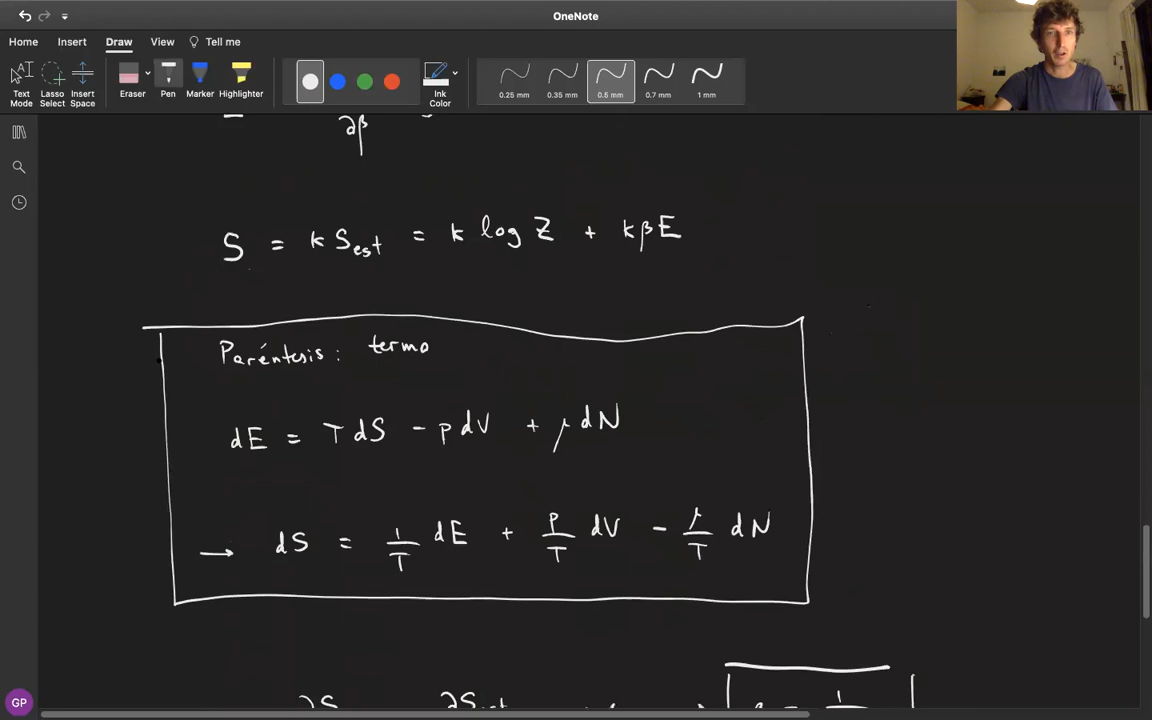 OneNote
Home Insert Draw View Tell me
Text Mode Lasso Select Insert Space Eraser Pen Marker Highlighter Ink Color 0.25 mm 0.35 mm 0.5 mm 0.7 mm 1 mm
∂β
S = k S_est = k log Z + kβE
Paréntesis: termo
dE = T dS - p dV + μ dN
→ dS = 1/T dE + p/T dV - μ/T dN
GP